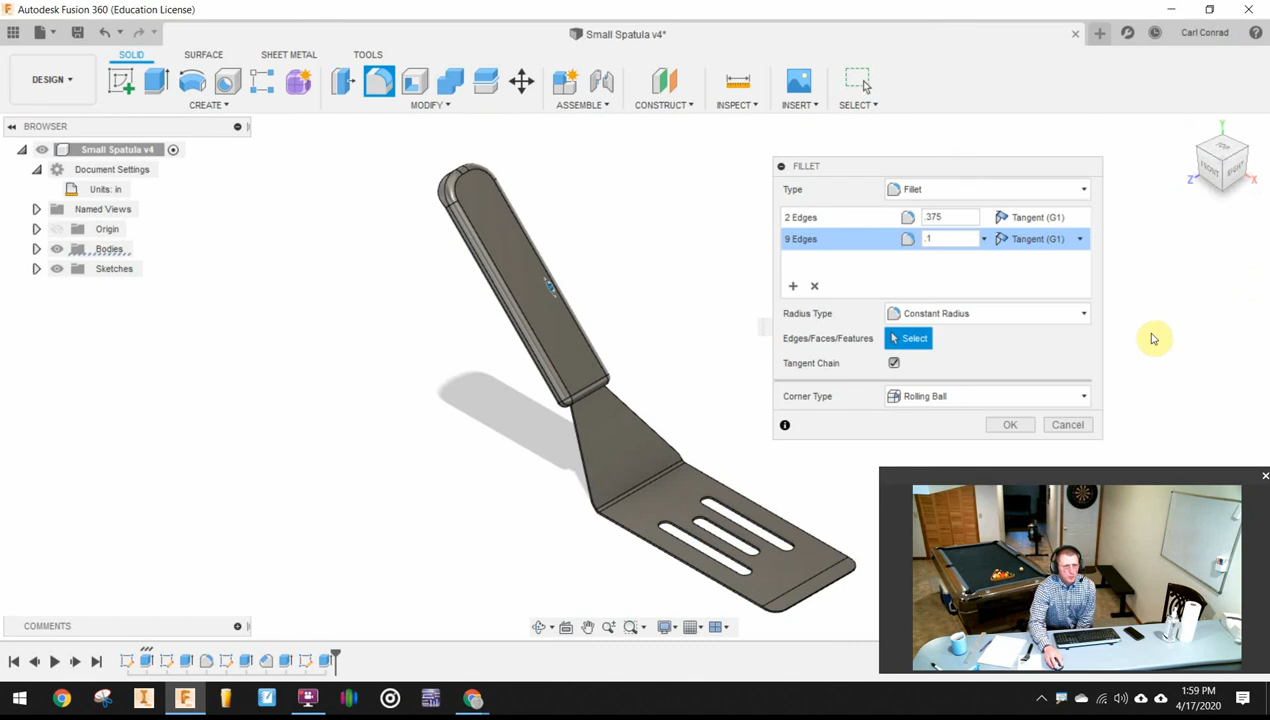 Autodesk Fusion 360 (Education License)
Small Spatula v4*
Carl Conrad
SOLID SURFACE SHEET METAL TOOLS
DESIGN
CREATE MODIFY ASSEMBLE CONSTRUCT INSPECT INSERT SELECT
BROWSER
Small Spatula v4
Document Settings
Units: in
Named Views
Origin
Bodies
Sketches
TOP
FRONT
RIGHT
Y
Z
X
FILLET
Type Fillet
2 Edges .375 Tangent (G1)
9 Edges .1 Tangent (G1)
Radius Type Constant Radius
Edges/Faces/Features Select
Tangent Chain
Corner Type Rolling Ball
OK Cancel
COMMENTS
1:59 PM
4/17/2020